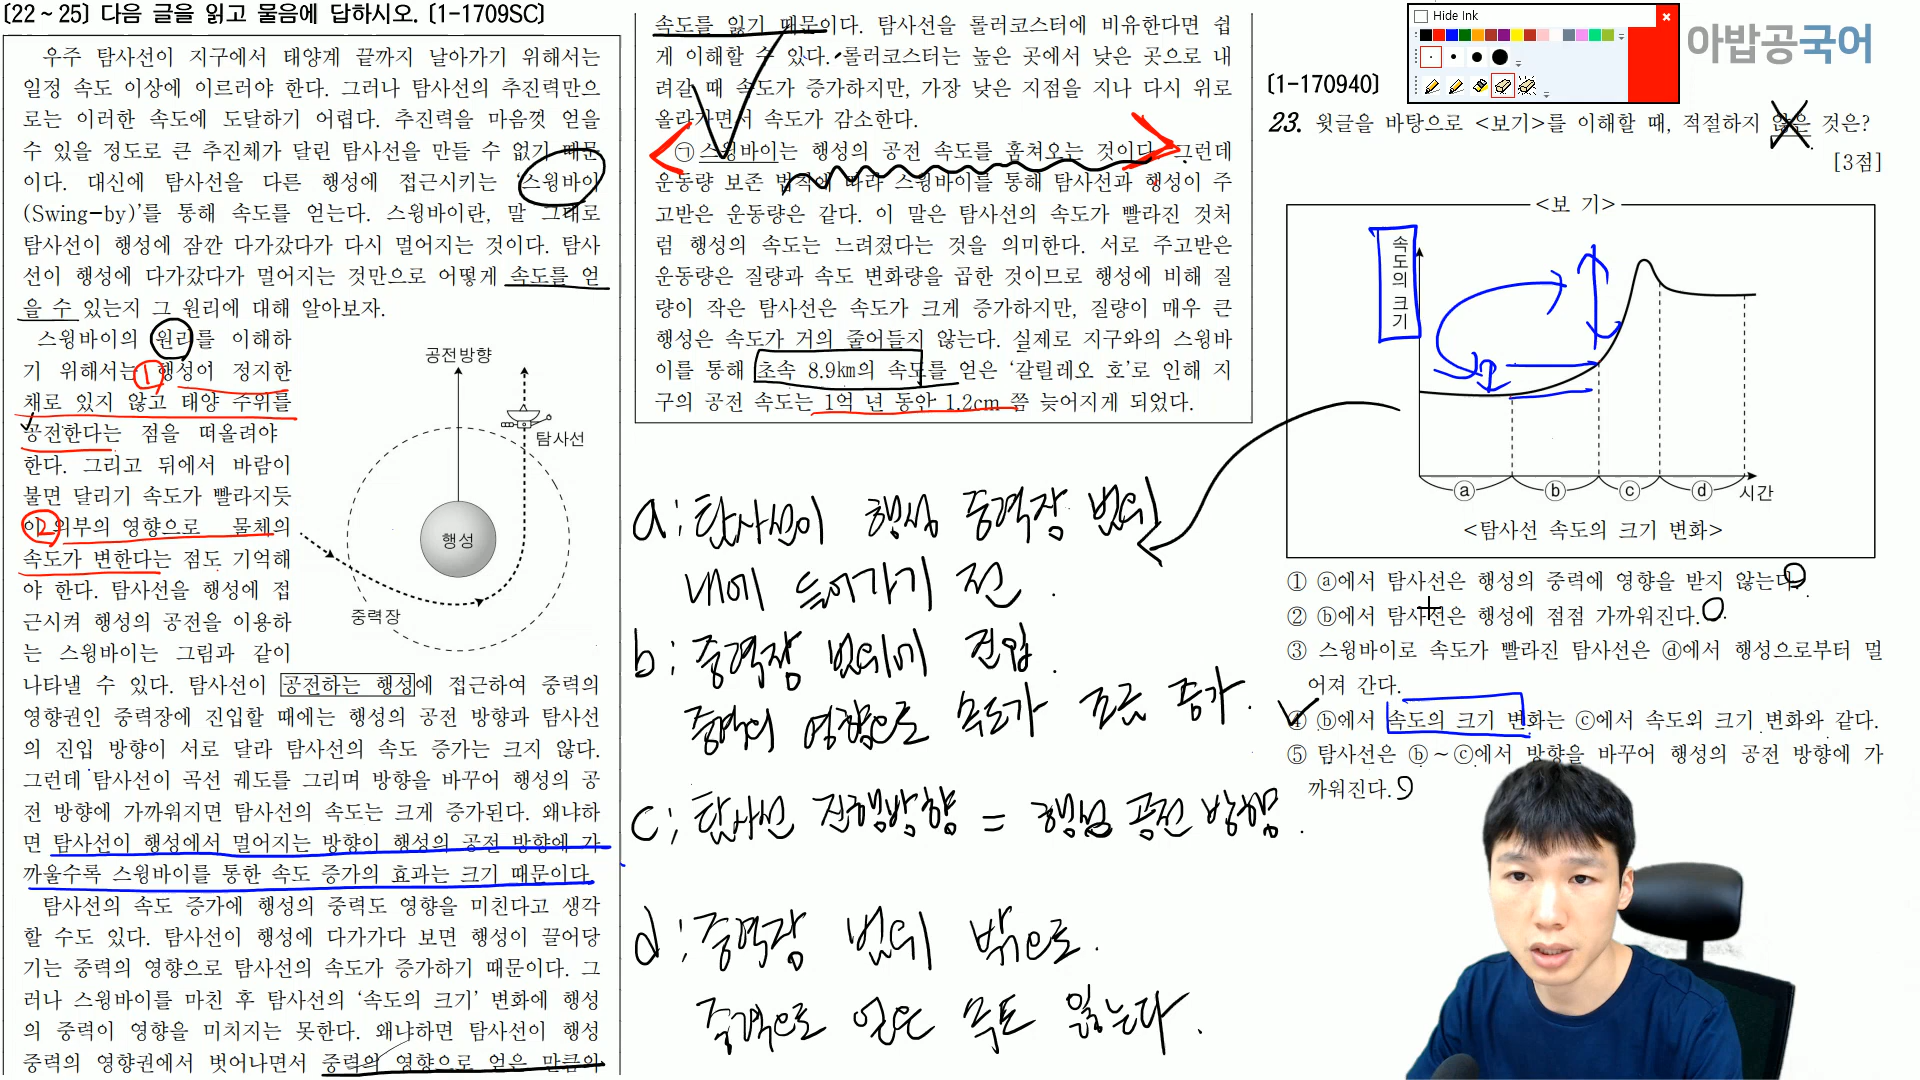 [22 ~ 25] 다음 글을 읽고 물음에 답하시오. [1-1709SC]
우주 탐사선이 지구에서 태양계 끝까지 날아가기 위해서는
일정 속도 이상에 이르러야 한다. 그러나 탐사선의 추진력만으
로는 이러한 속도에 도달하기 어렵다. 추진력을 마음껏 얻을
수 있을 정도로 큰 추진체가 달린 탐사선을 만들 수 없기 때문
이다. 대신에 탐사선을 다른 행성에 접근시키는 ‘스윙바이
(Swing-by)’를 통해 속도를 얻는다. 스윙바이란, 말 그대로
탐사선이 행성에 잠깐 다가갔다가 다시 멀어지는 것이다. 탐사
선이 행성에 다가갔다가 멀어지는 것만으로 어떻게 속도를 얻
을 수 있는지 그 원리에 대해 알아보자.
스윙바이의 원리를 이해하
기 위해서는 행성이 정지한
채로 있지 않고 태양 주위를
공전한다는 점을 떠올려야
한다. 그리고 뒤에서 바람이
불면 달리기 속도가 빨라지듯
이 외부의 영향으로 물체의
속도가 변한다는 점도 기억해
야 한다. 탐사선을 행성에 접
근시켜 행성의 공전을 이용하
는 스윙바이는 그림과 같이
나타낼 수 있다. 탐사선이 공전하는 행성에 접근하여 중력의
영향권인 중력장에 진입할 때에는 행성의 공전 방향과 탐사선
의 진입 방향이 서로 달라 탐사선의 속도 증가는 크지 않다.
그런데 탐사선이 곡선 궤도를 그리며 방향을 바꾸어 행성의 공
전 방향에 가까워지면 탐사선의 속도는 크게 증가된다. 왜냐하
면 탐사선이 행성에서 멀어지는 방향이 행성의 공전 방향에 가
까울수록 스윙바이를 통한 속도 증가의 효과는 크기 때문이다.
탐사선의 속도 증가에 행성의 중력도 영향을 미친다고 생각
할 수도 있다. 탐사선이 행성에 다가가다 보면 행성이 끌어당
기는 중력의 영향으로 탐사선의 속도가 증가하기 때문이다. 그
러나 스윙바이를 마친 후 탐사선의 ‘속도의 크기’ 변화에 행성
의 중력이 영향을 미치지는 못한다. 왜냐하면 탐사선이 행성
중력의 영향권에서 벗어나면서 중력의 영향으로 얻은 만큼의
① ②
공전방향
탐사선
행성
중력장
속도를 잃기 때문이다. 탐사선을 롤러코스터에 비유한다면 쉽
게 이해할 수 있다. 롤러코스터는 높은 곳에서 낮은 곳으로 내
려갈 때 속도가 증가하지만, 가장 낮은 지점을 지나 다시 위로
올라가면서 속도가 감소한다.
㉠ 스윙바이는 행성의 공전 속도를 훔쳐오는 것이다. 그런데
운동량 보존 법칙에 따라 스윙바이를 통해 탐사선과 행성이 주
고받은 운동량은 같다. 이 말은 탐사선의 속도가 빨라진 것처
럼 행성의 속도는 느려졌다는 것을 의미한다. 서로 주고받은
운동량은 질량과 속도 변화량을 곱한 것이므로 행성에 비해 질
량이 작은 탐사선은 속도가 크게 증가하지만, 질량이 매우 큰
행성은 속도가 거의 줄어들지 않는다. 실제로 지구와의 스윙바
이를 통해 초속 8.9km의 속도를 얻은 ‘갈릴레오 호’로 인해 지
구의 공전 속도는 1억 년 동안 1.2cm 쯤 늦어지게 되었다.
a : 탐사선이 행성 중력장 범위
내에 들어가기 전.
b : 중력장 범위에 진입.
중력의 영향으로 속도가 조금 증가.
c : 탐사선 진행방향 = 행성 공전 방향.
d : 중력장 범위 밖으로.
중력으로 얻은 속도 잃는다.
Hide Ink
아밥공국어
[1-170940]
23. 윗글을 바탕으로 <보기>를 이해할 때, 적절하지 않은 것은?
[3점]
<보 기>
속도의 크기
ⓐ ⓑ ⓒ ⓓ 시간
<탐사선 속도의 크기 변화>
① ⓐ에서 탐사선은 행성의 중력에 영향을 받지 않는다.
② ⓑ에서 탐사선은 행성에 점점 가까워진다.
③ 스윙바이로 속도가 빨라진 탐사선은 ⓓ에서 행성으로부터 멀
어져 간다.
④ ⓑ에서 속도의 크기 변화는 ⓒ에서 속도의 크기 변화와 같다.
⑤ 탐사선은 ⓑ~ⓒ에서 방향을 바꾸어 행성의 공전 방향에 가
까워진다.